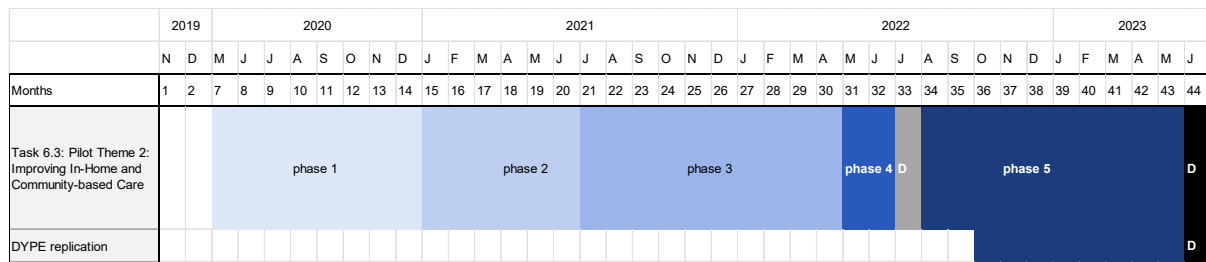 2019 2020 2021 2022 2023
N D M J J A S O N D J F M A M J J A S O N D J F M A M J J A S O N D J F M A M J
Months 1 2 7 8 9 10 11 12 13 14 15 16 17 18 19 20 21 22 23 24 25 26 27 28 29 30 31 32 33 34 35 36 37 38 39 40 41 42 43 44
Task 6.3: Pilot Theme 2:
Improving In-Home and
Community-based Care
phase 1 phase 2 phase 3 phase 4 D phase 5 D
DYPE replication D